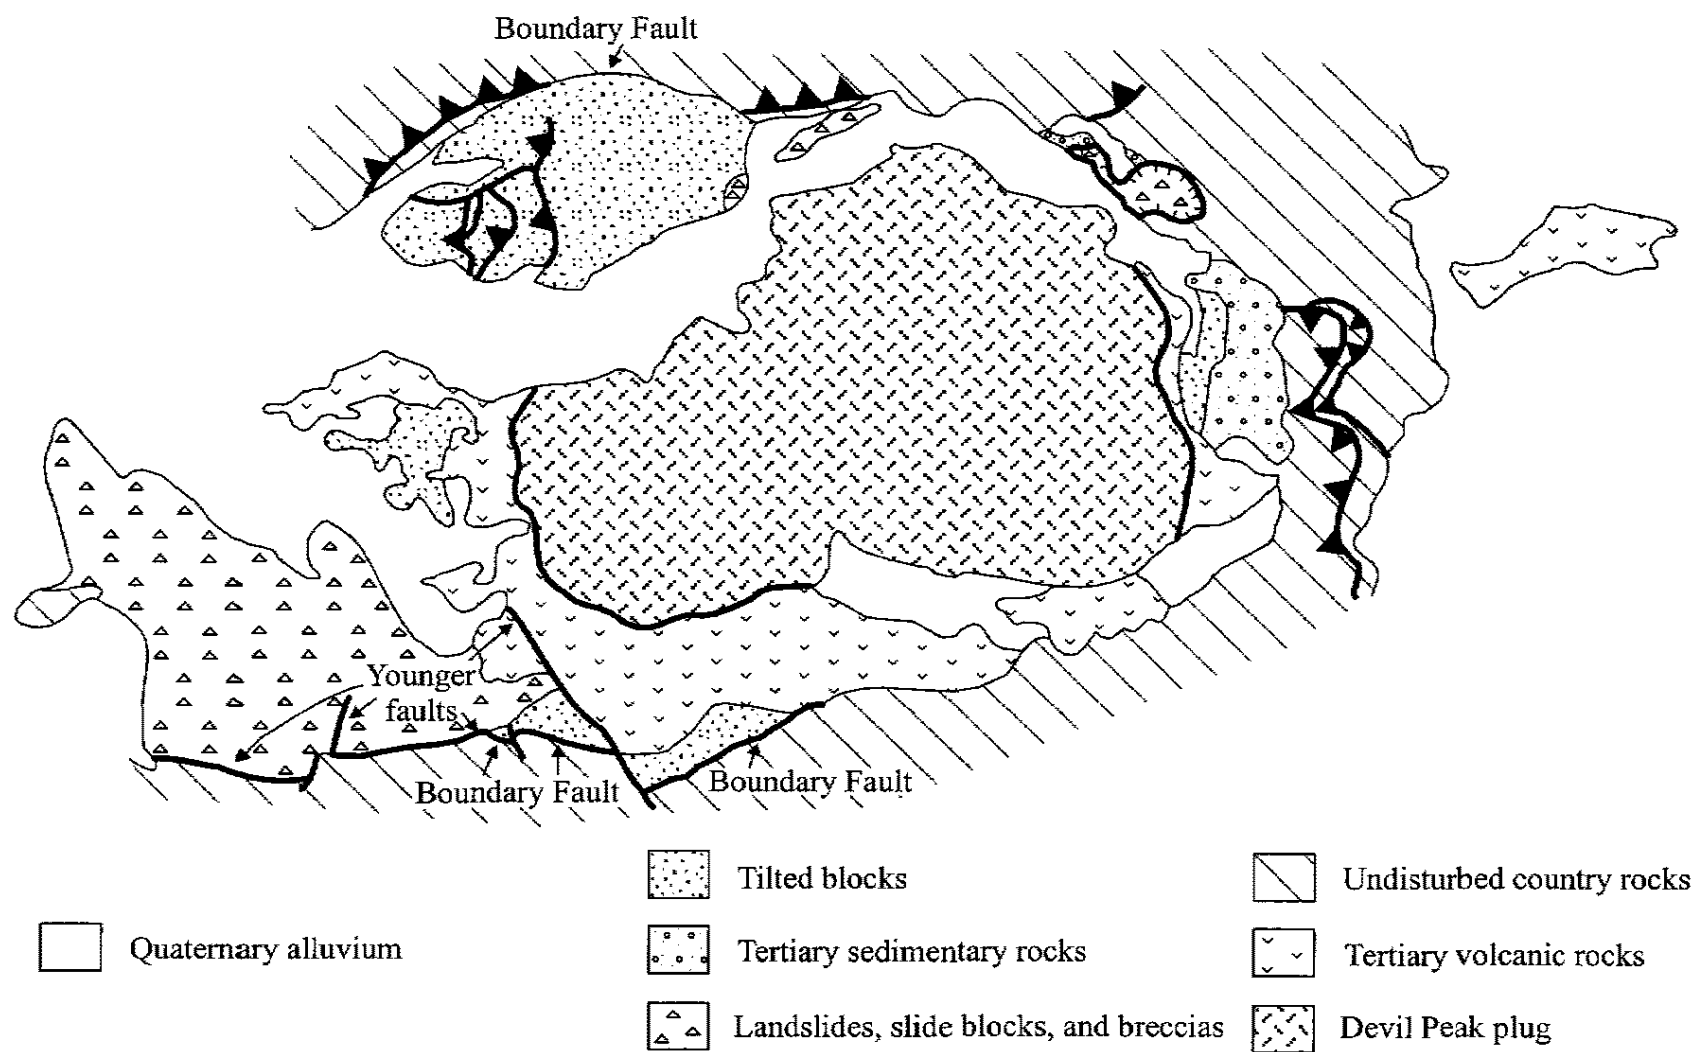 Boundary Fault
Younger
faults
Boundary Fault
Boundary Fault
Tilted blocks
Undisturbed country rocks
Quaternary alluvium
Tertiary sedimentary rocks
Tertiary volcanic rocks
Landslides, slide blocks, and breccias
Devil Peak plug